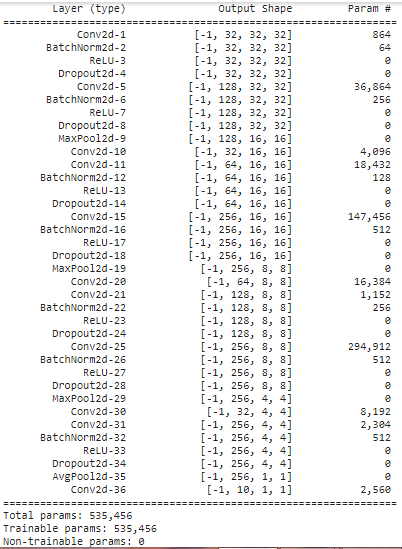 Layer (type) Output Shape Param #
================================================================
Conv2d-1 [-1, 32, 32, 32] 864
BatchNorm2d-2 [-1, 32, 32, 32] 64
ReLU-3 [-1, 32, 32, 32] 0
Dropout2d-4 [-1, 32, 32, 32] 0
Conv2d-5 [-1, 128, 32, 32] 36,864
BatchNorm2d-6 [-1, 128, 32, 32] 256
ReLU-7 [-1, 128, 32, 32] 0
Dropout2d-8 [-1, 128, 32, 32] 0
MaxPool2d-9 [-1, 128, 16, 16] 0
Conv2d-10 [-1, 32, 16, 16] 4,096
Conv2d-11 [-1, 64, 16, 16] 18,432
BatchNorm2d-12 [-1, 64, 16, 16] 128
ReLU-13 [-1, 64, 16, 16] 0
Dropout2d-14 [-1, 64, 16, 16] 0
Conv2d-15 [-1, 256, 16, 16] 147,456
BatchNorm2d-16 [-1, 256, 16, 16] 512
ReLU-17 [-1, 256, 16, 16] 0
Dropout2d-18 [-1, 256, 16, 16] 0
MaxPool2d-19 [-1, 256, 8, 8] 0
Conv2d-20 [-1, 64, 8, 8] 16,384
Conv2d-21 [-1, 128, 8, 8] 1,152
BatchNorm2d-22 [-1, 128, 8, 8] 256
ReLU-23 [-1, 128, 8, 8] 0
Dropout2d-24 [-1, 128, 8, 8] 0
Conv2d-25 [-1, 256, 8, 8] 294,912
BatchNorm2d-26 [-1, 256, 8, 8] 512
ReLU-27 [-1, 256, 8, 8] 0
Dropout2d-28 [-1, 256, 8, 8] 0
MaxPool2d-29 [-1, 256, 4, 4] 0
Conv2d-30 [-1, 32, 4, 4] 8,192
Conv2d-31 [-1, 256, 4, 4] 2,304
BatchNorm2d-32 [-1, 256, 4, 4] 512
ReLU-33 [-1, 256, 4, 4] 0
Dropout2d-34 [-1, 256, 4, 4] 0
AvgPool2d-35 [-1, 256, 1, 1] 0
Conv2d-36 [-1, 10, 1, 1] 2,560
================================================================
Total params: 535,456
Trainable params: 535,456
Non-trainable params: 0